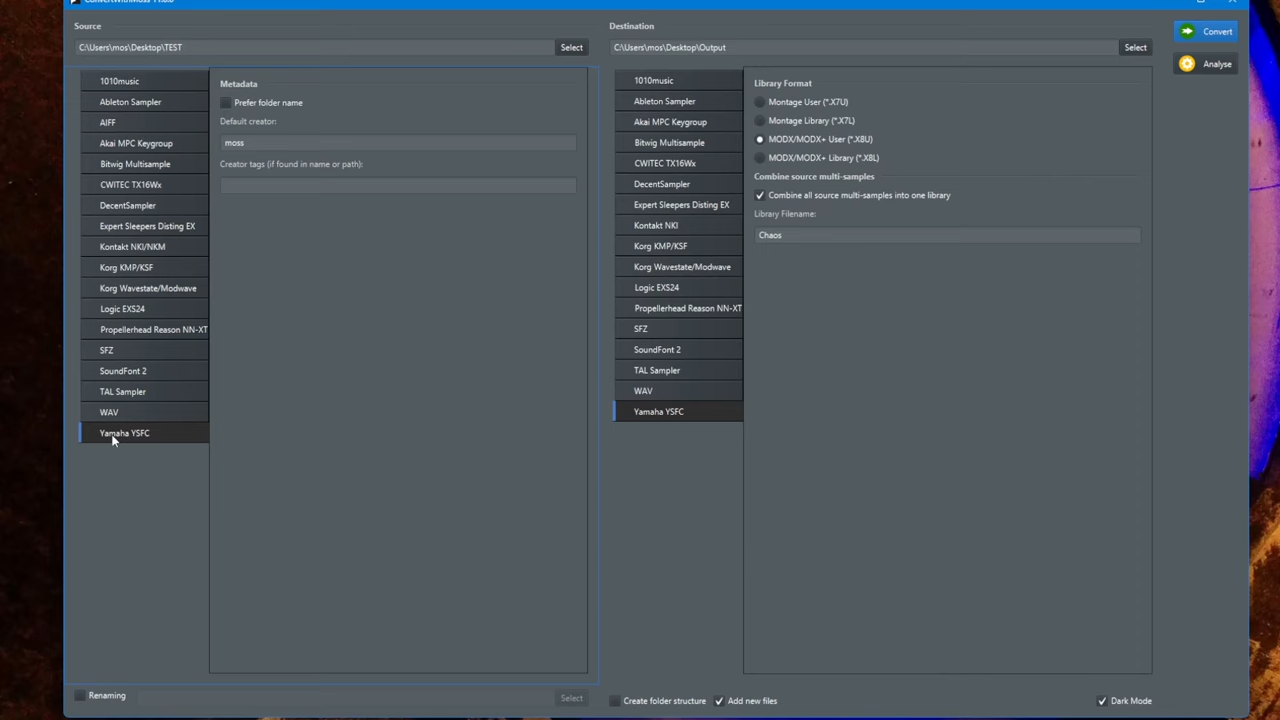 ConvertWithMoss 11.0.0
Source
C:\Users\mos\Desktop\TEST
Select
1010music
Ableton Sampler
AIFF
Akai MPC Keygroup
Bitwig Multisample
CWITEC TX16Wx
DecentSampler
Expert Sleepers Disting EX
Kontakt NKI/NKM
Korg KMP/KSF
Korg Wavestate/Modwave
Logic EXS24
Propellerhead Reason NN-XT
SFZ
SoundFont 2
TAL Sampler
WAV
Yamaha YSFC
Metadata
Prefer folder name
Default creator:
moss
Creator tags (if found in name or path):
Renaming
Select
Destination
C:\Users\mos\Desktop\Output
Select
1010music
Ableton Sampler
Akai MPC Keygroup
Bitwig Multisample
CWITEC TX16Wx
DecentSampler
Expert Sleepers Disting EX
Kontakt NKI
Korg KMP/KSF
Korg Wavestate/Modwave
Logic EXS24
Propellerhead Reason NN-XT
SFZ
SoundFont 2
TAL Sampler
WAV
Yamaha YSFC
Library Format
Montage User (*.X7U)
Montage Library (*.X7L)
MODX/MODX+ User (*.X8U)
MODX/MODX+ Library (*.X8L)
Combine source multi-samples
Combine all source multi-samples into one library
Library Filename:
Chaos
Create folder structure
Add new files
Dark Mode
Convert
Analyse